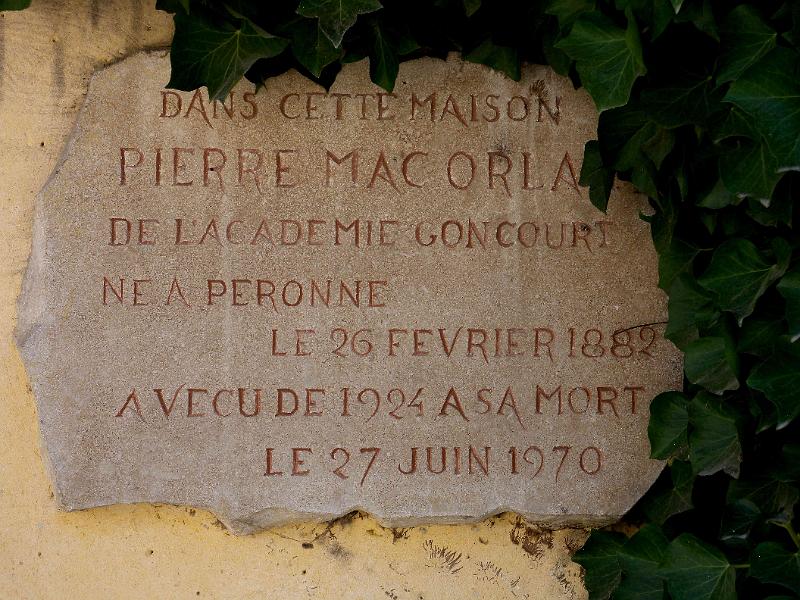 DANS CETTE MAISON
PIERRE MAC ORLA
DE L'ACADEMIE GONCOURT
NE A PERONNE
LE 26 FEVRIER 1882
A VECU DE 1924 A SA MORT
LE 27 JUIN 1970